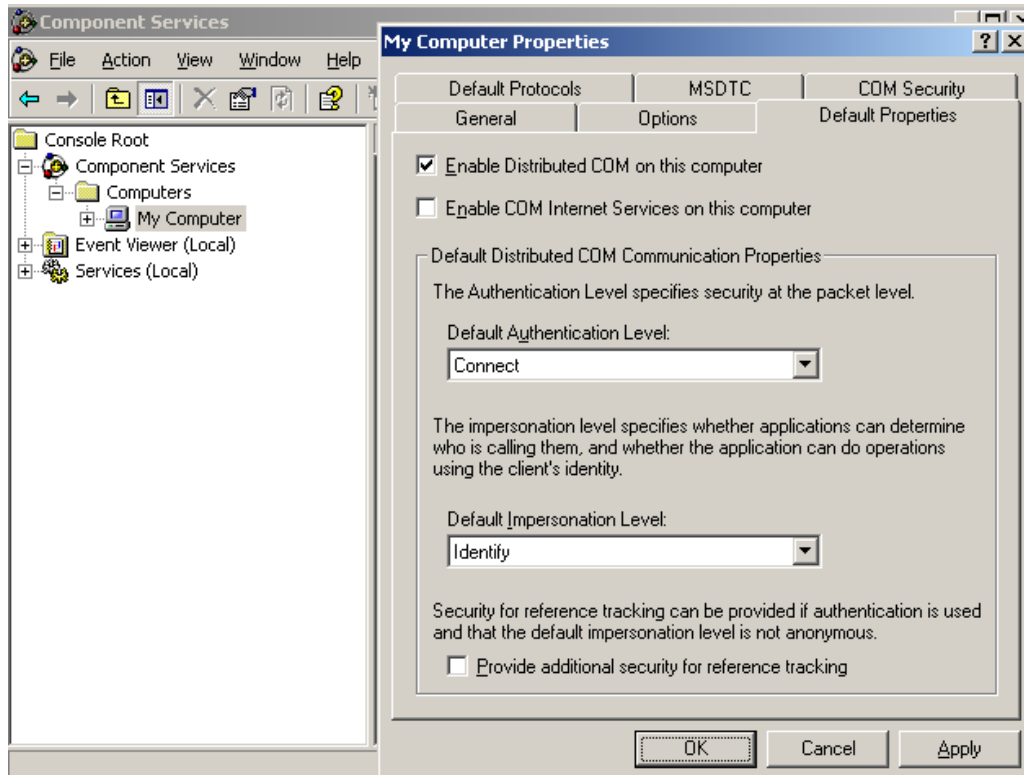 Component Services
File Action View Window Help
Console Root
Component Services
Computers
My Computer
Event Viewer (Local)
Services (Local)
My Computer Properties
Default Protocols MSDTC COM Security
General Options Default Properties
Enable Distributed COM on this computer
Enable COM Internet Services on this computer
Default Distributed COM Communication Properties
The Authentication Level specifies security at the packet level.
Default Authentication Level:
Connect
The impersonation level specifies whether applications can determine
who is calling them, and whether the application can do operations
using the client's identity.
Default Impersonation Level:
Identify
Security for reference tracking can be provided if authentication is used
and that the default impersonation level is not anonymous.
Provide additional security for reference tracking
OK Cancel Apply